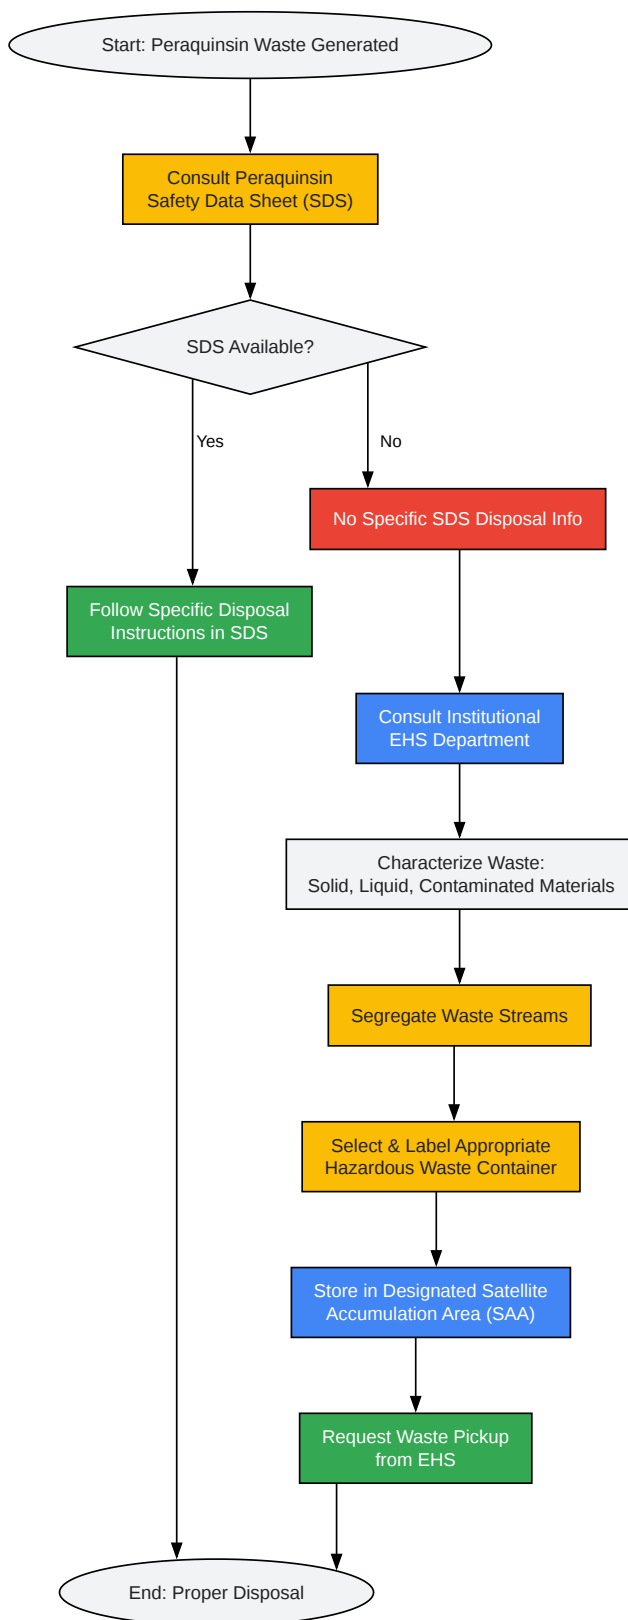 Start: Peraquinsin Waste Generated
Consult Peraquinsin
Safety Data Sheet (SDS)
SDS Available?
Yes
No
No Specific SDS Disposal Info
Follow Specific Disposal
Instructions in SDS
Consult Institutional
EHS Department
Characterize Waste:
Solid, Liquid, Contaminated Materials
Segregate Waste Streams
Select & Label Appropriate
Hazardous Waste Container
Store in Designated Satellite
Accumulation Area (SAA)
Request Waste Pickup
from EHS
End: Proper Disposal